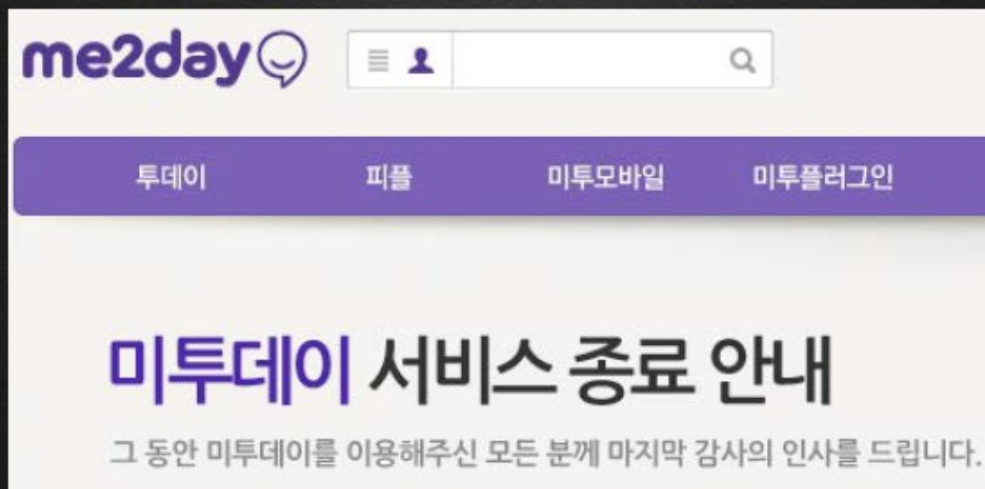 me2day
투데이 피플 미투모바일 미투플러그인
미투데이 서비스 종료 안내
그 동안 미투데이를 이용해주신 모든 분께 마지막 감사의 인사를 드립니다.